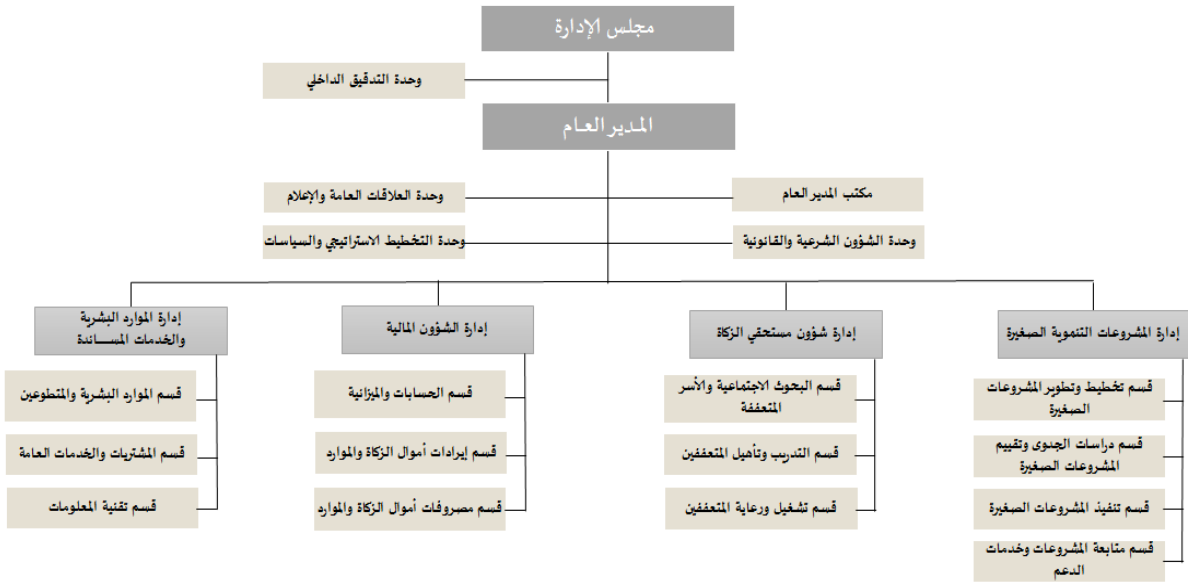 مجلس الإدارة
وحدة التدقيق الداخلي
المدير العام
مكتب المدير العام
وحدة العلاقات العامة والإعلام
وحدة الشؤون الشرعية والقانونية
وحدة التخطيط الاستراتيجي والسياسات
إدارة المشروعات التنموية الصغيرة
قسم تخطيط وتطوير المشروعات
الصغيرة
قسم دراسات الجدوى وتقييم
المشروعات الصغيرة
قسم تنفيذ المشروعات الصغيرة
قسم متابعة المشروعات وخدمات
الدعم
إدارة شؤون مستحقي الزكاة
قسم البحوث الاجتماعية والأسر
المتعففة
قسم التدريب وتأهيل المتعففين
قسم تشغيل ورعاية المتعففين
إدارة الشؤون المالية
قسم الحسابات والميزانية
قسم إيرادات أموال الزكاة والموارد
قسم مصروفات أموال الزكاة والموارد
إدارة الموارد البشرية
والخدمات المســـاندة
قسم الموارد البشرية والمتطوعين
قسم المشتريات والخدمات العامة
قسم تقنية المعلومات